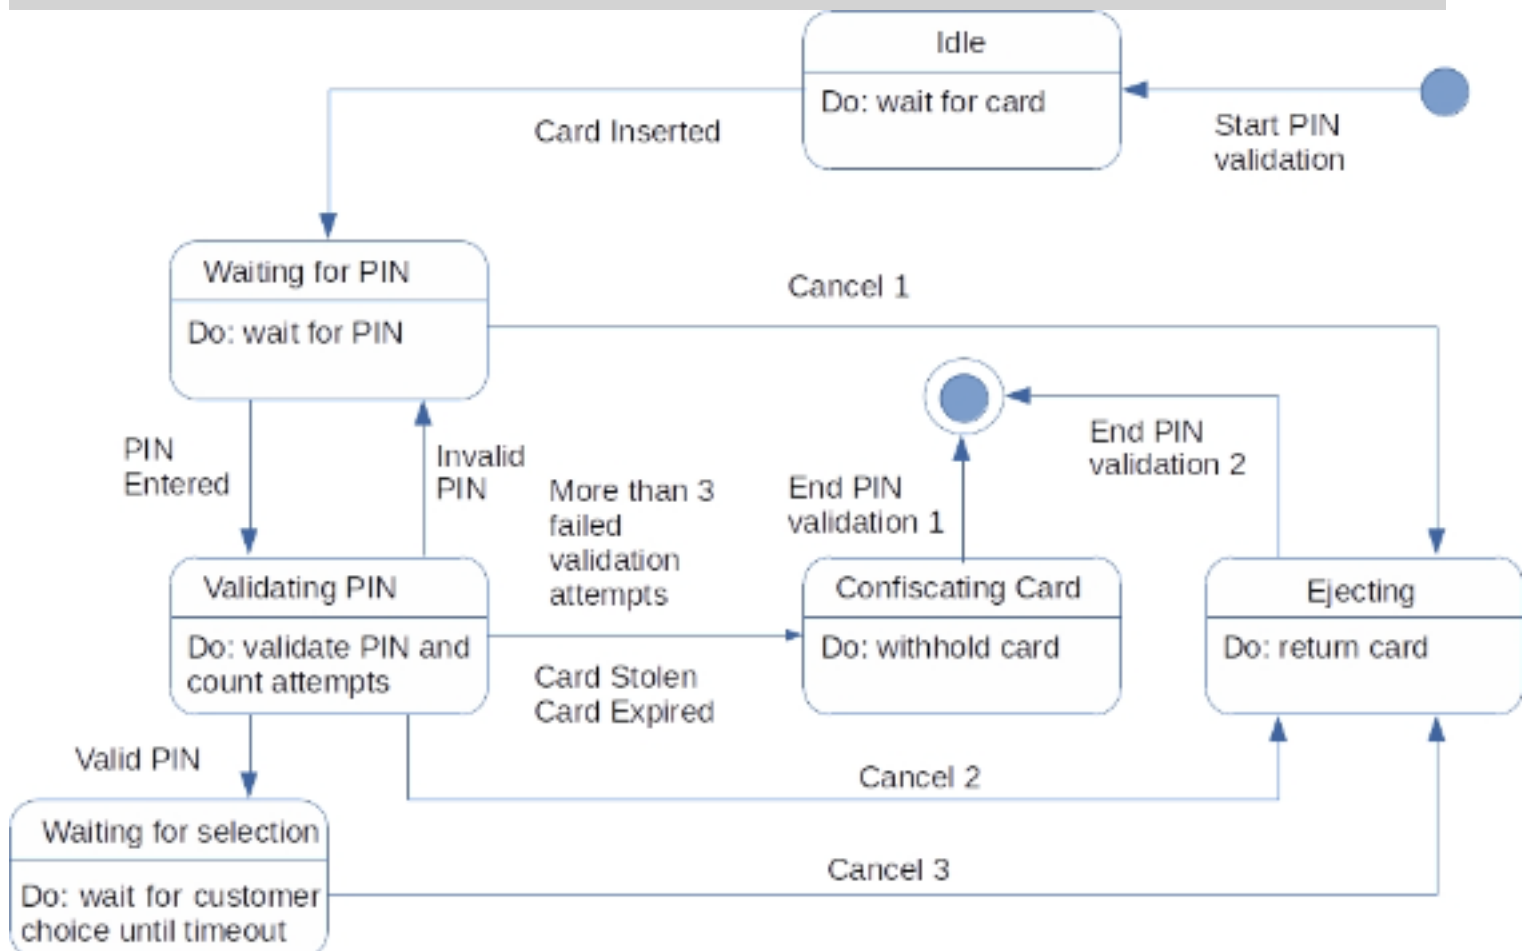 Idle
Do: wait for card
Start PIN
validation
Card Inserted
Waiting for PIN
Do: wait for PIN
Cancel 1
PIN
Entered
Invalid
PIN
More than 3
failed
validation
attempts
End PIN
validation 1
End PIN
validation 2
Validating PIN
Do: validate PIN and
count attempts
Card Stolen
Card Expired
Confiscating Card
Do: withhold card
Ejecting
Do: return card
Valid PIN
Cancel 2
Waiting for selection
Do: wait for customer
choice until timeout
Cancel 3